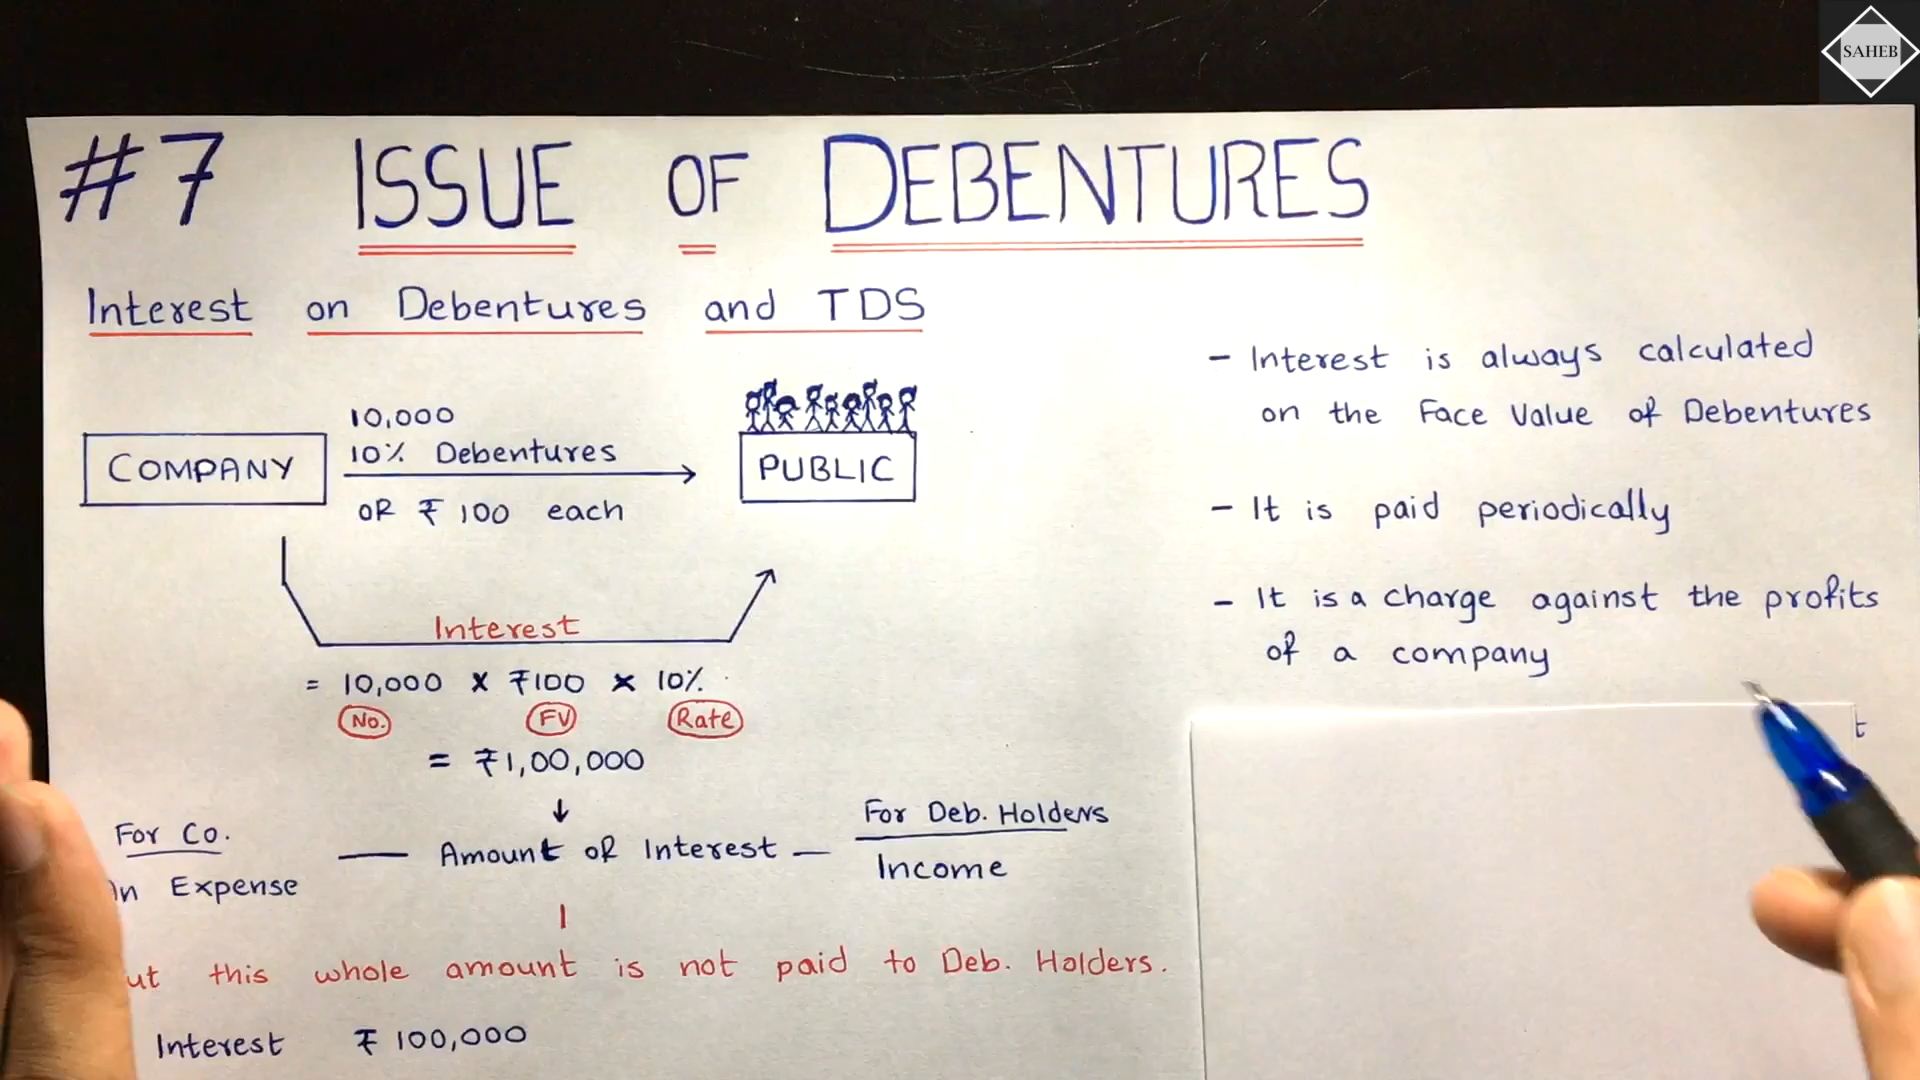 SAHEB
#7 ISSUE OF DEBENTURES
Interest on Debentures and TDS
10,000
10% Debentures
COMPANY
OF ₹ 100 each
PUBLIC
Interest
= 10,000 × ₹100 × 10%
No. FV Rate
= ₹1,00,000
For Co.
An Expense
Amount of Interest
For Deb. Holders
Income
ut this whole amount is not paid to Deb. Holders.
Interest ₹ 100,000
- Interest is always calculated
on the Face Value of Debentures
- It is paid periodically
- It is a charge against the profits
of a company
t